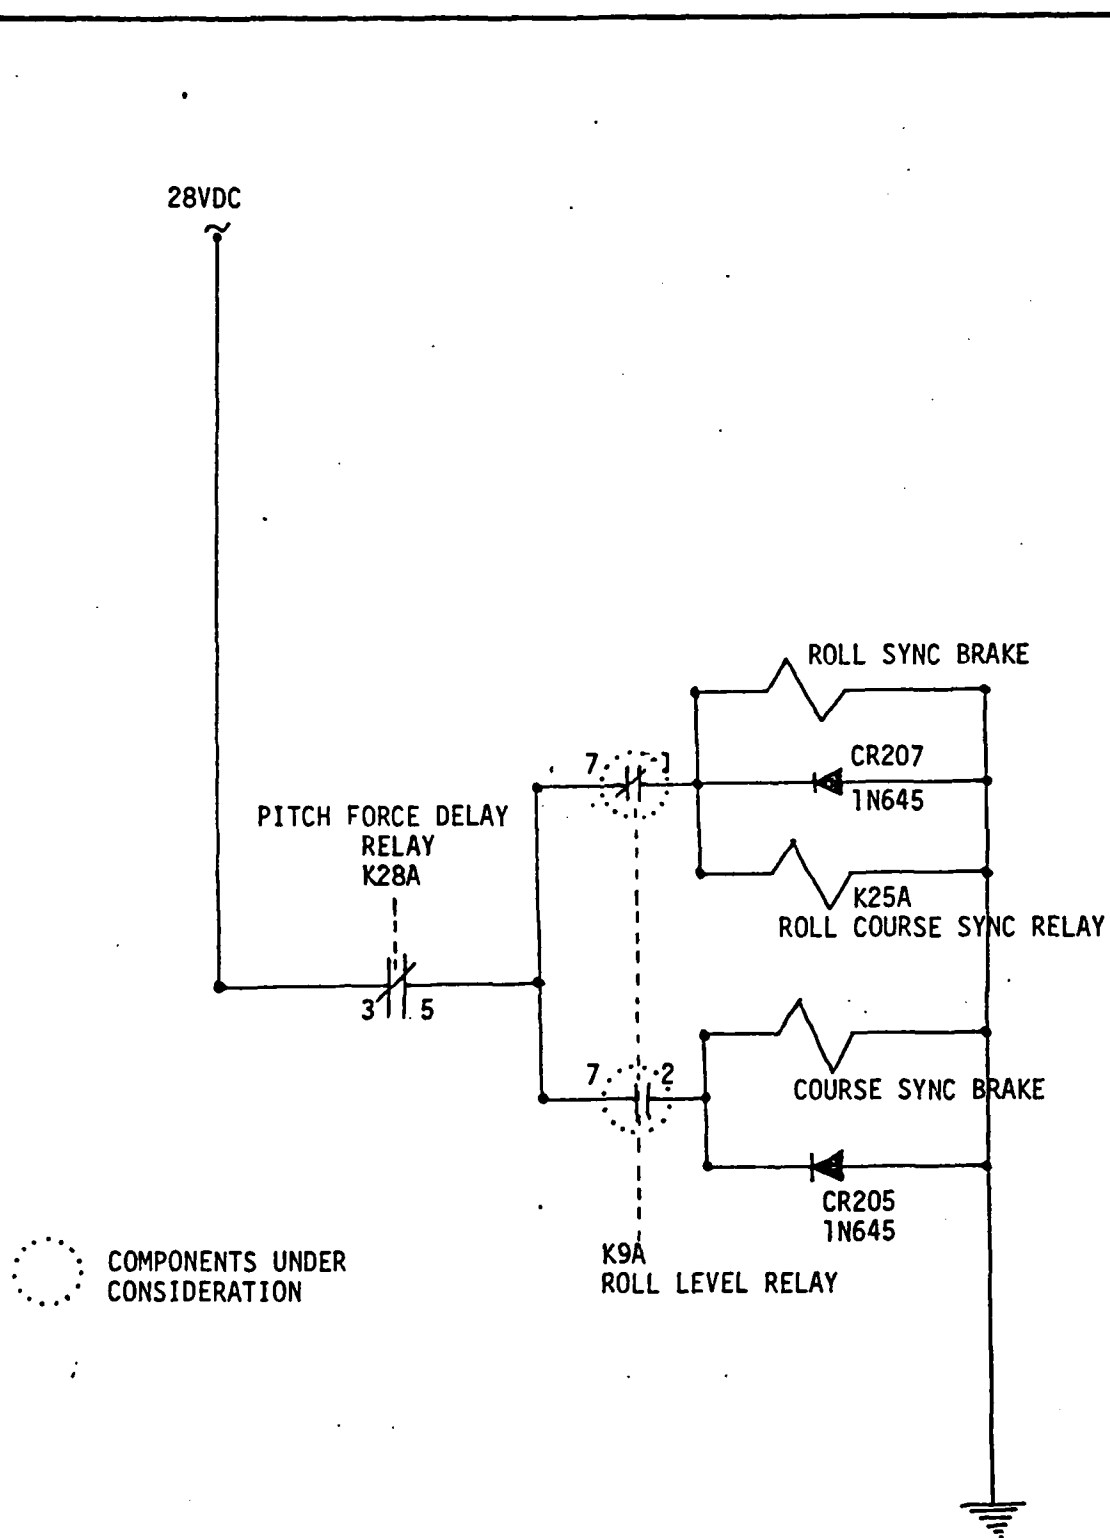 28VDC
ROLL SYNC BRAKE
7
1
CR207
1N645
PITCH FORCE DELAY
RELAY
K28A
K25A
ROLL COURSE SYNC RELAY
3
5
7
2
COURSE SYNC BRAKE
CR205
1N645
K9A
ROLL LEVEL RELAY
COMPONENTS UNDER
CONSIDERATION